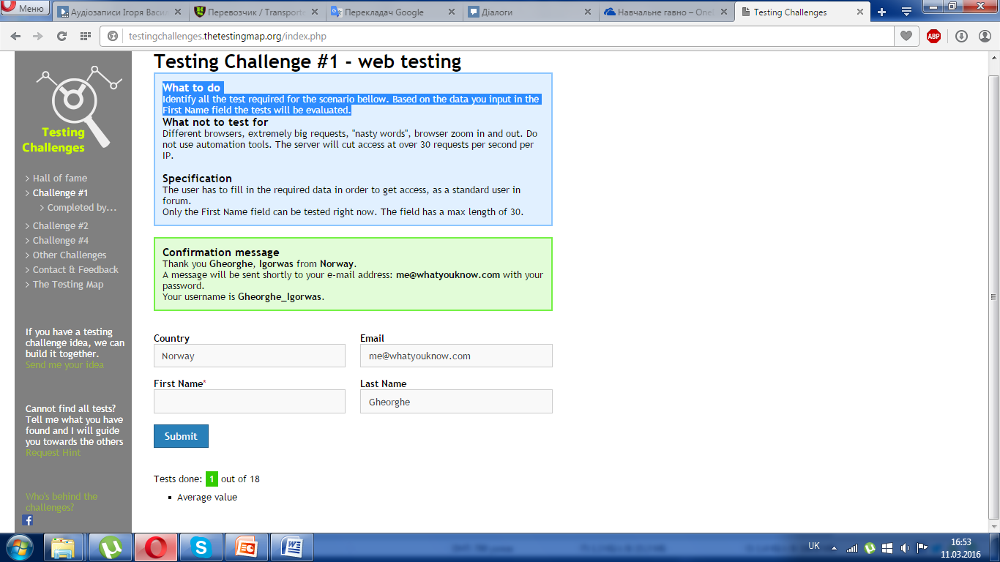 Меню
Аудіозаписи Ігоря Васил
Перевозчик / Transporte
Перекладач Google
Діалоги
Навчальне гавно – OneI
Testing Challenges
testingchallenges.thetestingmap.org/index.php
ABP
Testing Challenges
Hall of fame
Challenge #1
Completed by...
Challenge #2
Challenge #4
Other Challenges
Contact & Feedback
The Testing Map
If you have a testing
challenge idea, we can
build it together.
Send me your idea
Cannot find all tests?
Tell me what you have
found and I will guide
you towards the others
Request Hint
Who's behind the
challenges?
Testing Challenge #1 - web testing
What to do
Identify all the test required for the scenario bellow. Based on the data you input in the
First Name field the tests will be evaluated.
What not to test for
Different browsers, extremely big requests, "nasty words", browser zoom in and out. Do
not use automation tools. The server will cut access at over 30 requests per second per
IP.
Specification
The user has to fill in the required data in order to get access, as a standard user in
forum.
Only the First Name field can be tested right now. The field has a max length of 30.
Confirmation message
Thank you Gheorghe, Igorwas from Norway.
A message will be sent shortly to your e-mail address: me@whatyouknow.com with your
password.
Your username is Gheorghe_Igorwas.
Country
Norway
Email
me@whatyouknow.com
First Name*
Last Name
Gheorghe
Submit
Tests done: 1 out of 18
Average value
UK
16:53
11.03.2016